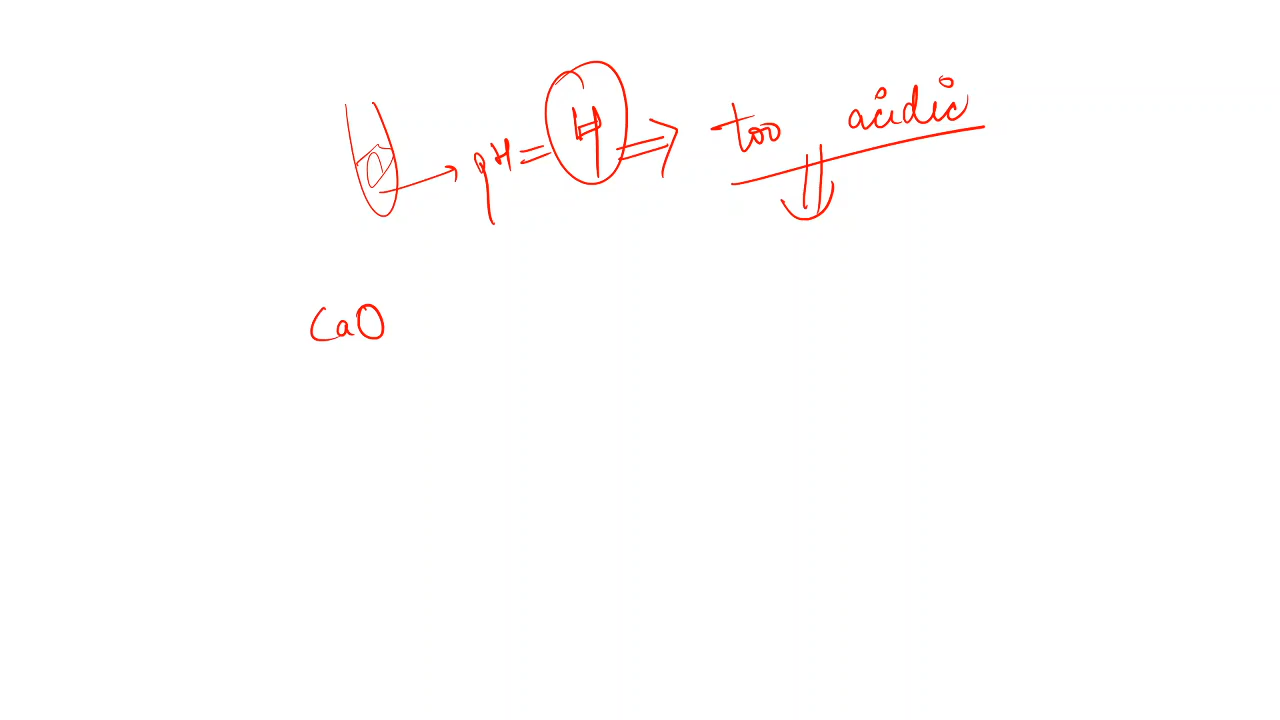 pH = 4 ⇒ too acidic
CaO